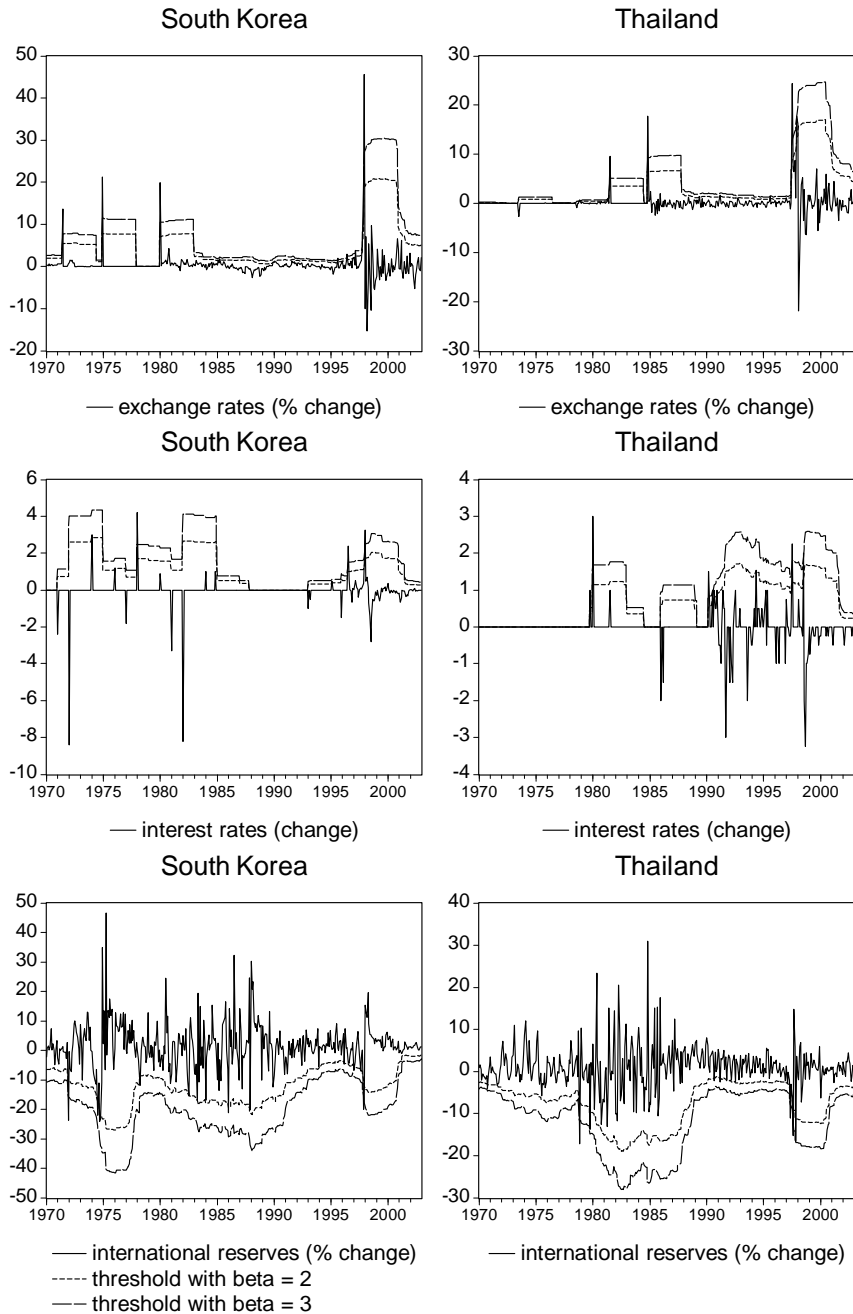 South Korea
50
40
30
20
10
0
-10
-20
1970 1975 1980 1985 1990 1995 2000
exchange rates (% change)
Thailand
30
20
10
0
-10
-20
-30
1970 1975 1980 1985 1990 1995 2000
exchange rates (% change)
South Korea
6
4
2
0
-2
-4
-6
-8
-10
1970 1975 1980 1985 1990 1995 2000
interest rates (change)
Thailand
4
3
2
1
0
-1
-2
-3
-4
1970 1975 1980 1985 1990 1995 2000
interest rates (change)
South Korea
50
40
30
20
10
0
-10
-20
-30
-40
-50
1970 1975 1980 1985 1990 1995 2000
international reserves (% change)
threshold with beta = 2
threshold with beta = 3
Thailand
40
30
20
10
0
-10
-20
-30
1970 1975 1980 1985 1990 1995 2000
international reserves (% change)